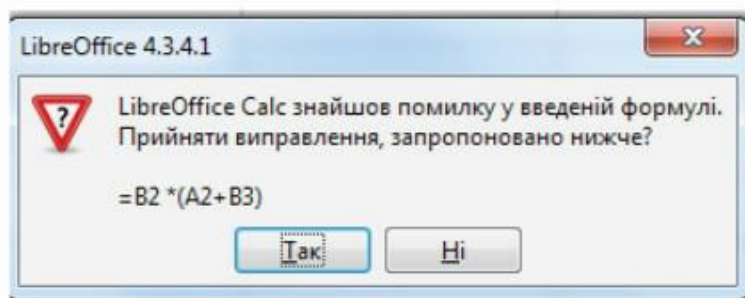 LibreOffice 4.3.4.1
LibreOffice Calc знайшов помилку у введеній формулі.
Прийняти виправлення, запропоновано нижче?
=B2 *(A2+B3)
Так
Ні